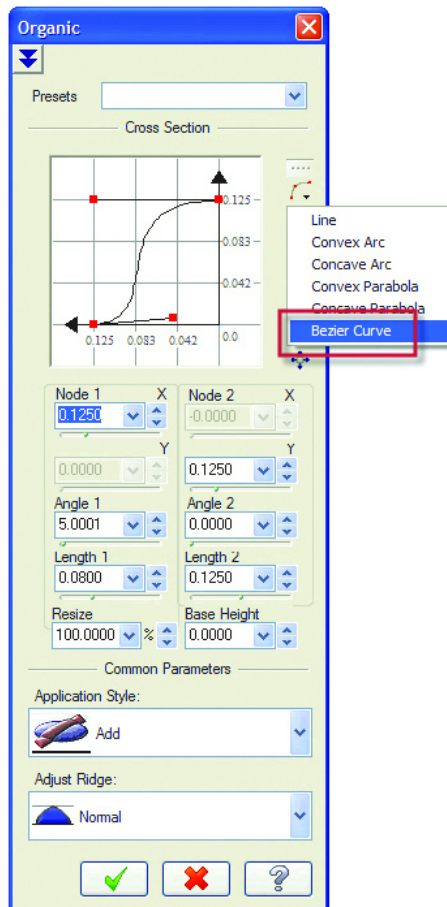 Organic
Presets
Cross Section
0.125
0.083
0.042
0.125 0.083 0.042 0.0
Line
Convex Arc
Concave Arc
Convex Parabola
Concave Parabola
Bezier Curve
Node 1 X Node 2 X
0.1250 -0.0000
Y Y
0.0000 0.1250
Angle 1 Angle 2
5.0001 0.0000
Length 1 Length 2
0.0800 0.1250
Resize Base Height
100.0000 % 0.0000
Common Parameters
Application Style:
Add
Adjust Ridge:
Normal
?